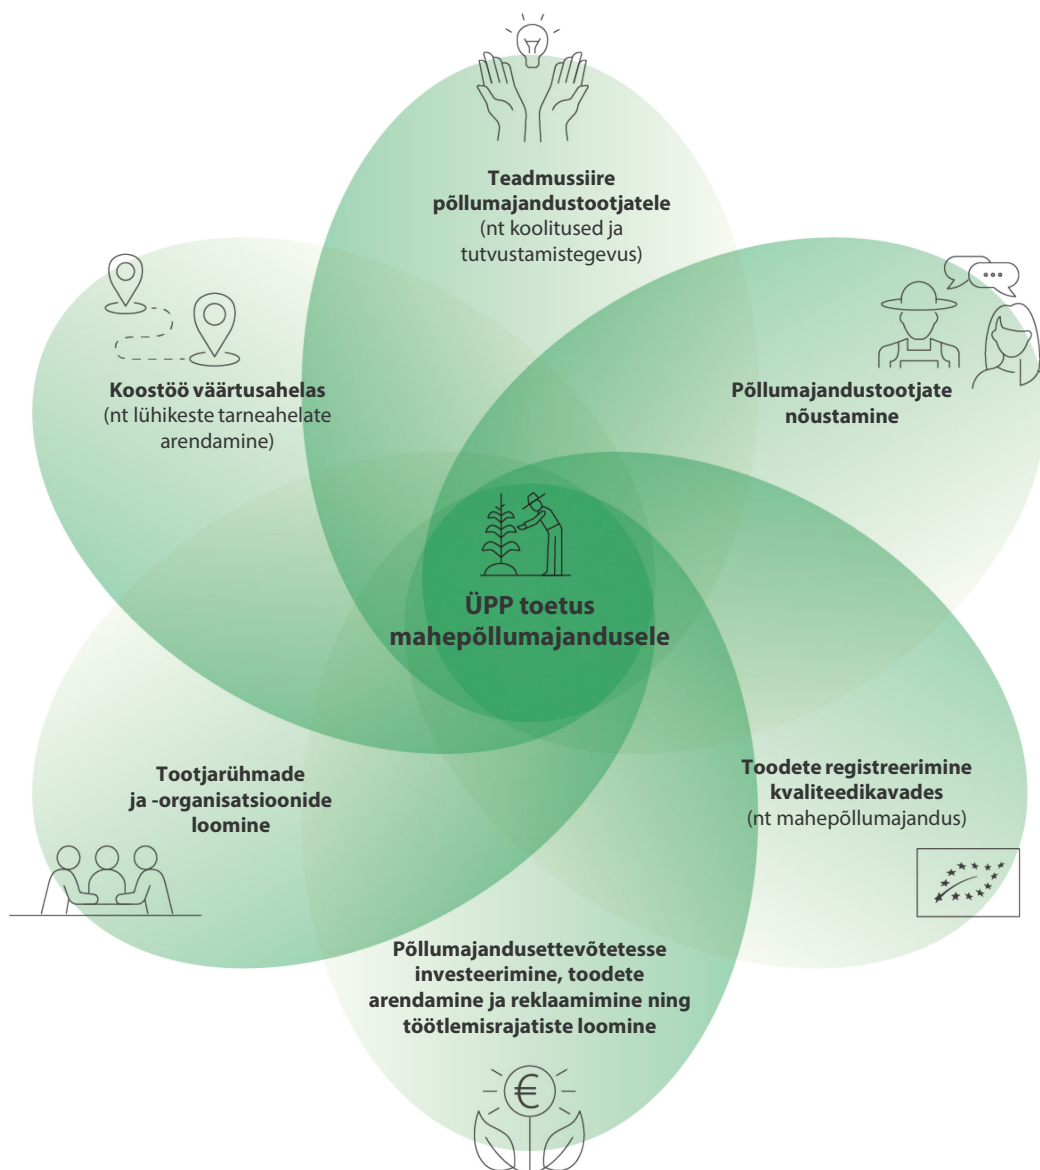 Teadmussiire
põllumajandustootjatele
(nt koolitused ja
tutvustamistegevus)
Koostöö väärtusahelas
(nt lühikeste tarneahelate
arendamine)
Põllumajandustootjate
nõustamine
ÜPP toetus
mahepõllumajandusele
Tootjarühmade
ja -organisatsioonide
loomine
Toodete registreerimine
kvaliteedikavades
(nt mahepõllumajandus)
Põllumajandusettevõtetesse
investeerimine, toodete
arendamine ja reklaamimine ning
töötlemisrajatiste loomine
€